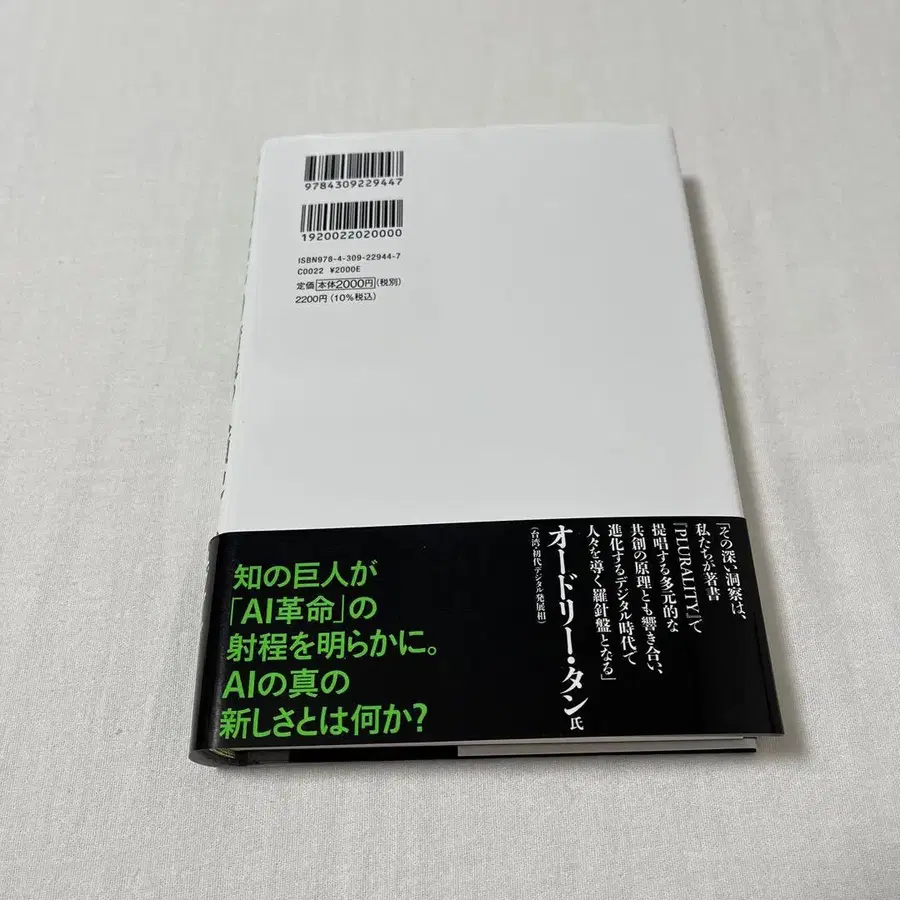 9784309229447
1920022020000
ISBN978-4-309-22944-7
C0022 ¥2000E
定価 本体2000円(税別)
2200円(10%税込)
知の巨人が
「AI革命」の
射程を明らかに。
AIの真の
新しさとは何か?
「その深い洞察は、
私たちが著書
『PLURALITY』で
提唱する多元的な
共創の原理とも響き合い、
進化するデジタル時代で
人々を導く羅針盤となる」
オードリー・タン氏
(台湾・初代デジタル発展相)